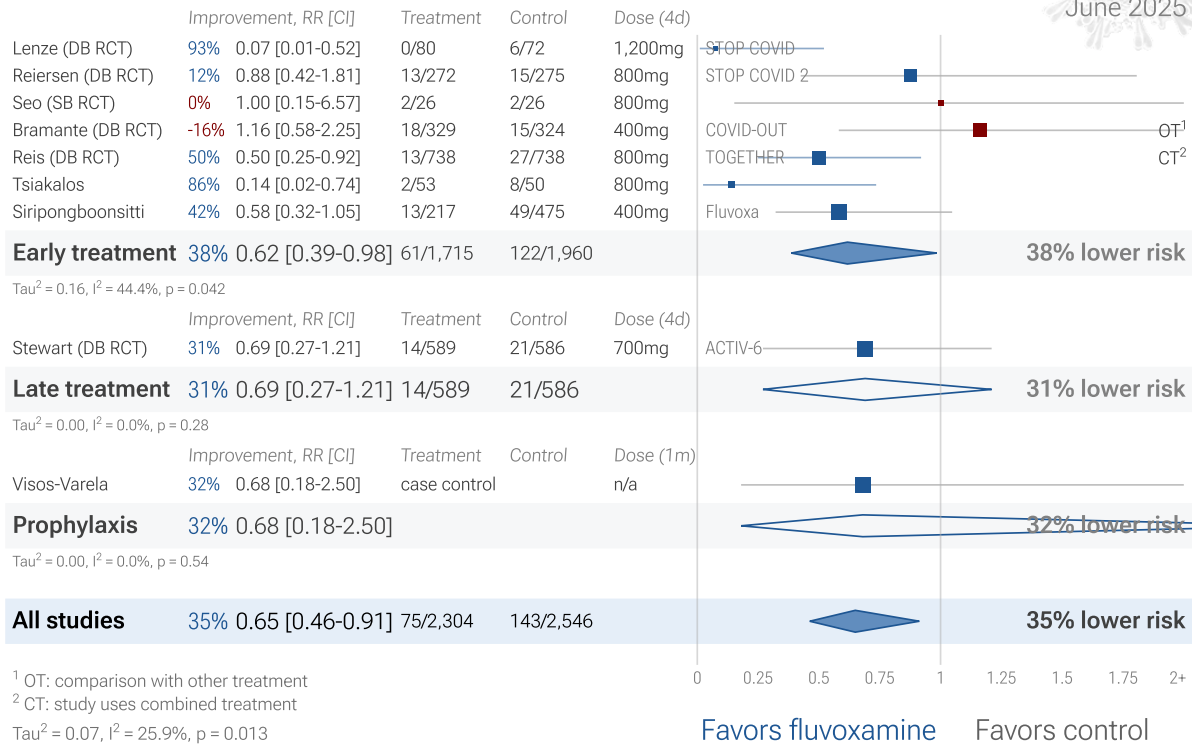 June 2025
Improvement, RR [CI] Treatment Control Dose (4d)
Lenze (DB RCT) 93% 0.07 [0.01-0.52] 0/80 6/72 1,200mg STOP COVID
Reiersen (DB RCT) 12% 0.88 [0.42-1.81] 13/272 15/275 800mg STOP COVID 2
Seo (SB RCT) 0% 1.00 [0.15-6.57] 2/26 2/26 800mg
Bramante (DB RCT) -16% 1.16 [0.58-2.25] 18/329 15/324 400mg COVID-OUT OT1
Reis (DB RCT) 50% 0.50 [0.25-0.92] 13/738 27/738 800mg TOGETHER CT2
Tsiakalos 86% 0.14 [0.02-0.74] 2/53 8/50 800mg
Siripongboonsitti 42% 0.58 [0.32-1.05] 13/217 49/475 400mg Fluvoxa
Early treatment 38% 0.62 [0.39-0.98] 61/1,715 122/1,960 38% lower risk
Tau2 = 0.16, I2 = 44.4%, p = 0.042
Improvement, RR [CI] Treatment Control Dose (4d)
Stewart (DB RCT) 31% 0.69 [0.27-1.21] 14/589 21/586 700mg ACTIV-6
Late treatment 31% 0.69 [0.27-1.21] 14/589 21/586 31% lower risk
Tau2 = 0.00, I2 = 0.0%, p = 0.28
Improvement, RR [CI] Treatment Control Dose (1m)
Visos-Varela 32% 0.68 [0.18-2.50] case control n/a
Prophylaxis 32% 0.68 [0.18-2.50] 32% lower risk
Tau2 = 0.00, I2 = 0.0%, p = 0.54
All studies 35% 0.65 [0.46-0.91] 75/2,304 143/2,546 35% lower risk
0 0.25 0.5 0.75 1 1.25 1.5 1.75 2+
1 OT: comparison with other treatment
2 CT: study uses combined treatment
Tau2 = 0.07, I2 = 25.9%, p = 0.013
Favors fluvoxamine Favors control